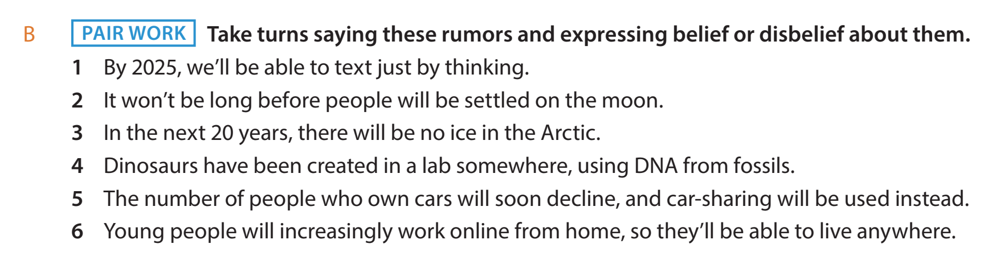 B PAIR WORK Take turns saying these rumors and expressing belief or disbelief about them.
1 By 2025, we’ll be able to text just by thinking.
2 It won’t be long before people will be settled on the moon.
3 In the next 20 years, there will be no ice in the Arctic.
4 Dinosaurs have been created in a lab somewhere, using DNA from fossils.
5 The number of people who own cars will soon decline, and car-sharing will be used instead.
6 Young people will increasingly work online from home, so they’ll be able to live anywhere.